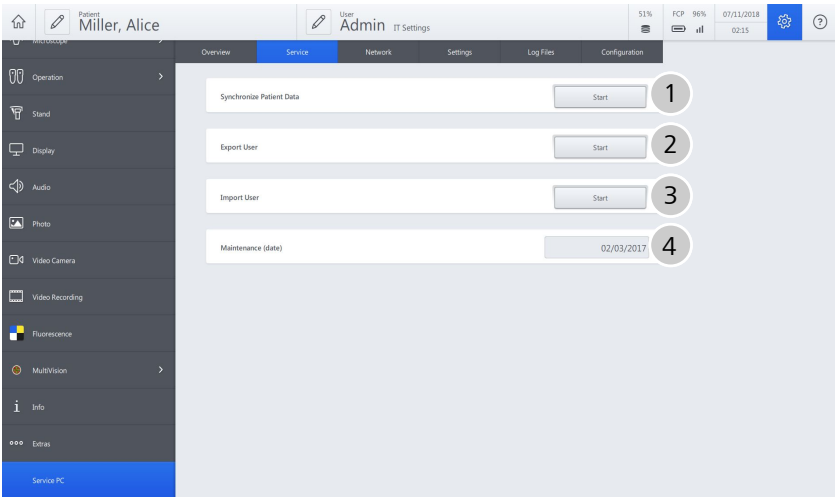 Patient
Miller, Alice
User
Admin IT Settings
51%
FCP 96%
07/11/2018
02:15
?
Microscope
Operation
Stand
Display
Audio
Photo
Video Camera
Video Recording
Fluorescence
MultiVision
i Info
Extras
Service PC
Overview Service Network Settings Log Files Configuration
Synchronize Patient Data Start 1
Export User Start 2
Import User Start 3
Maintenance (date) 02/03/2017 4